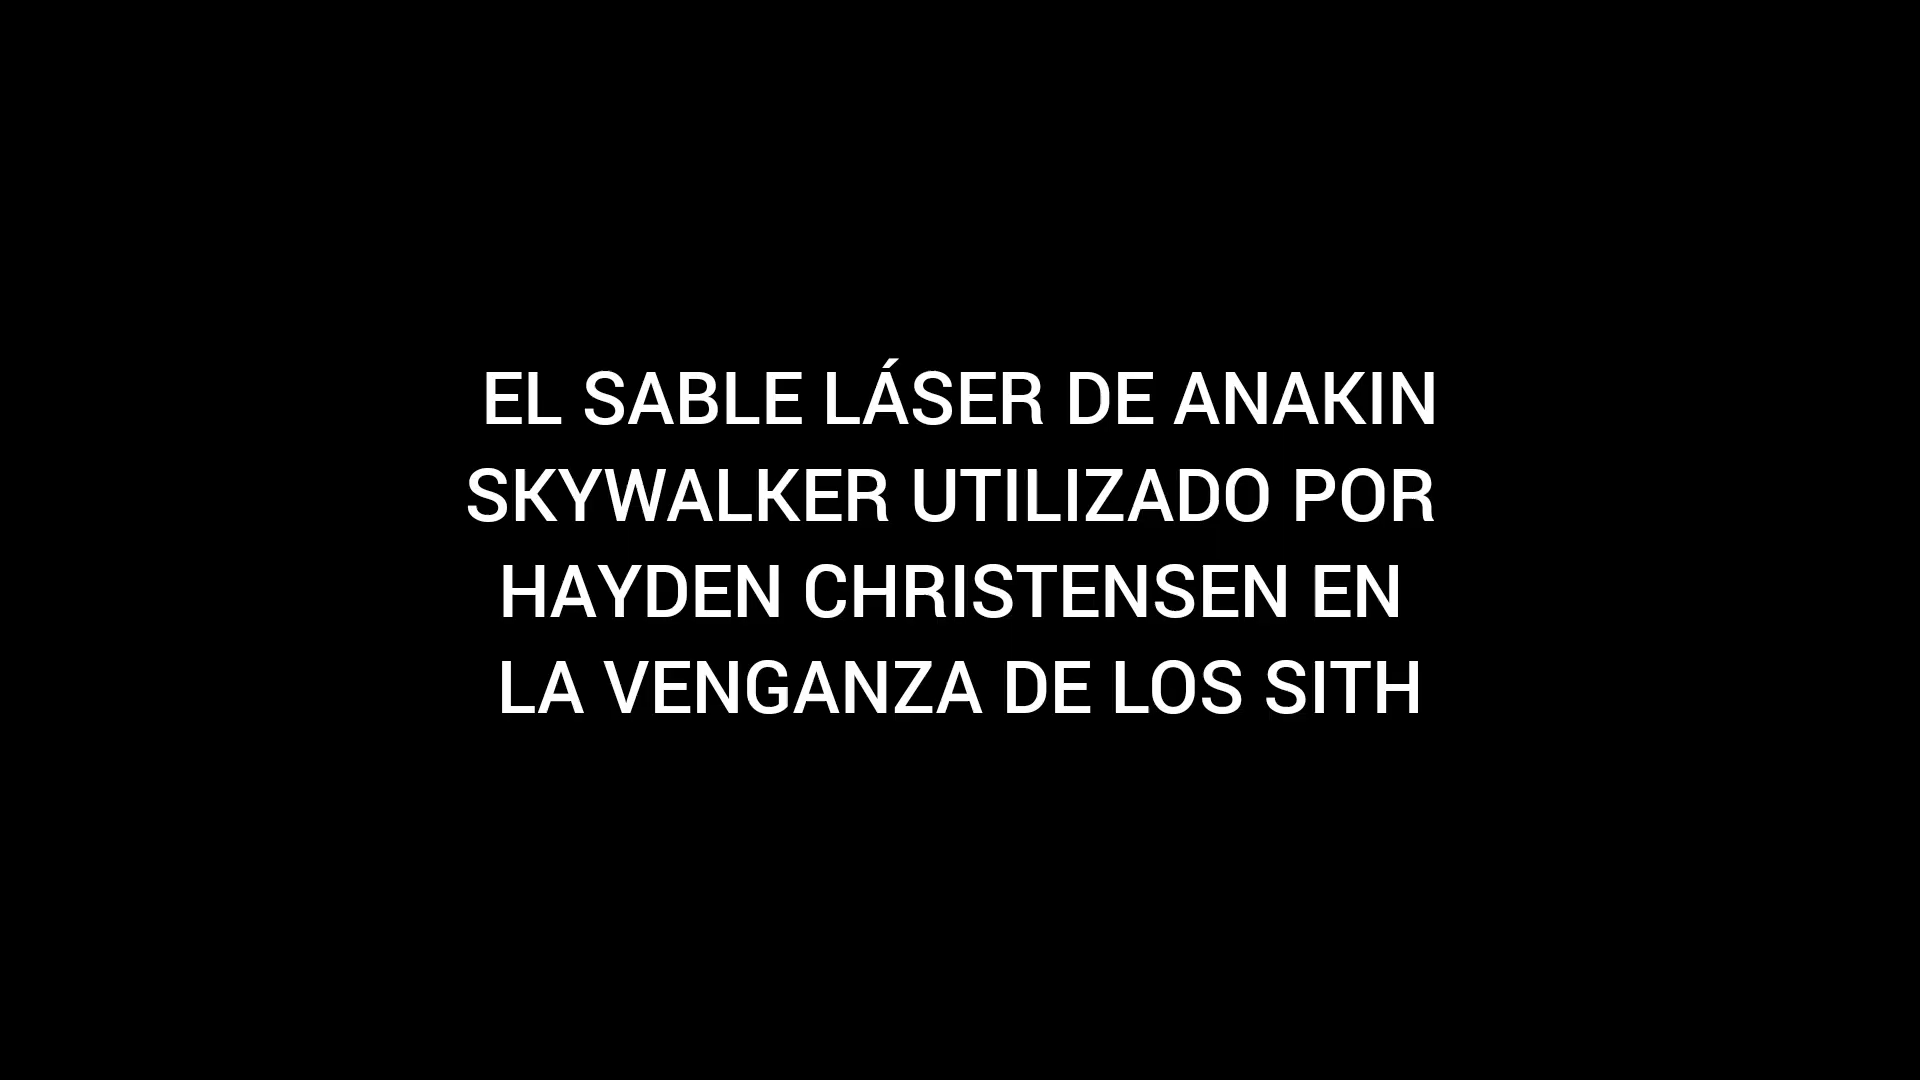 EL SABLE LÁSER DE ANAKIN
SKYWALKER UTILIZADO POR
HAYDEN CHRISTENSEN EN
LA VENGANZA DE LOS SITH